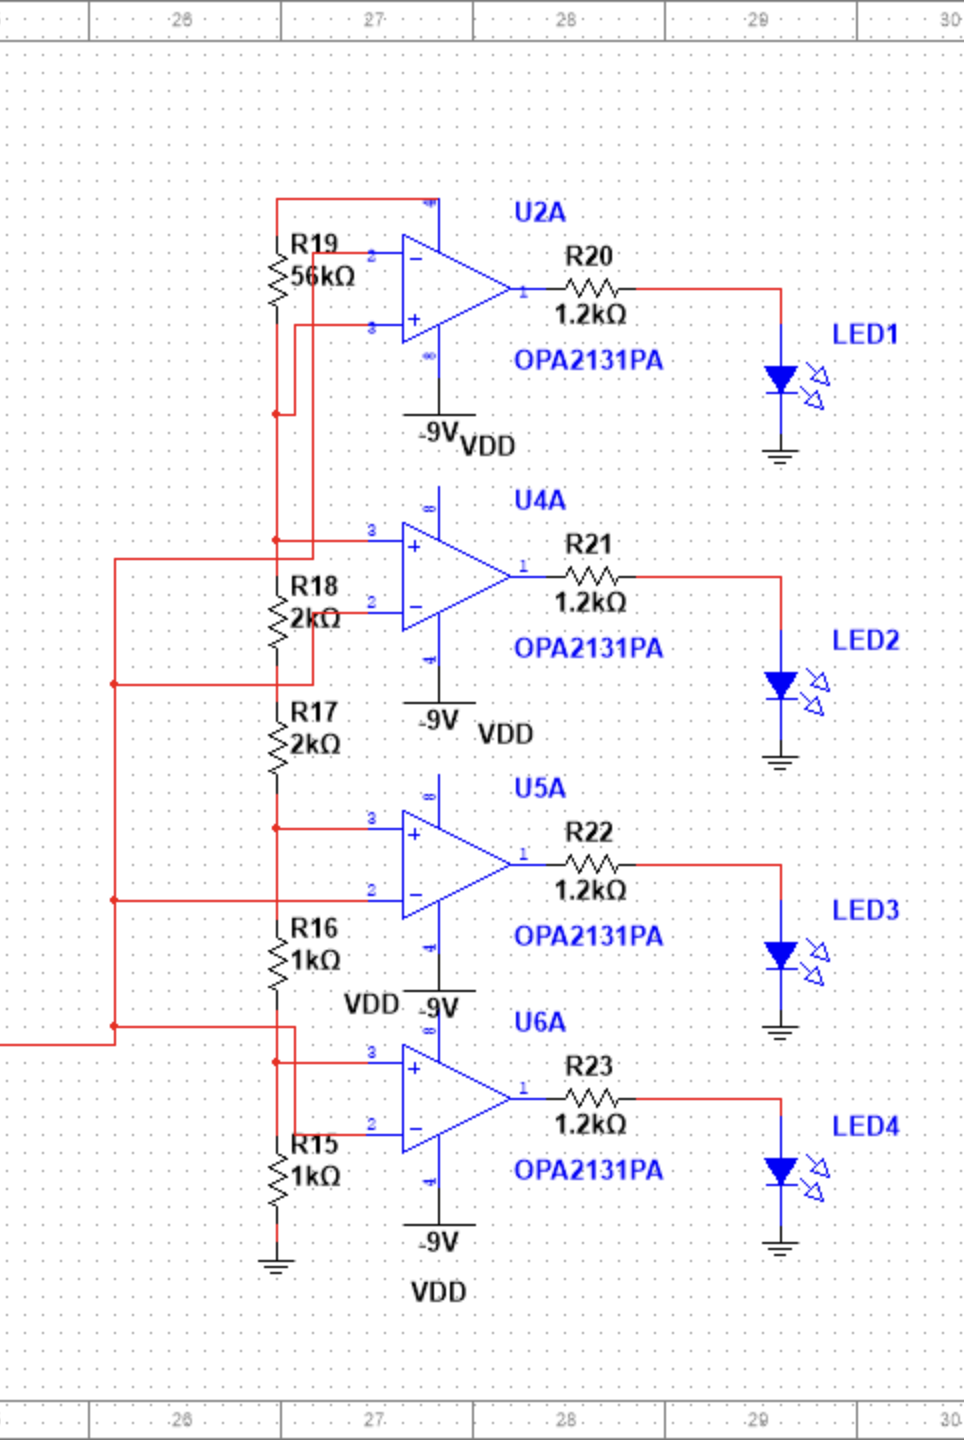 26 27 28 29 30
4
U2A
R19
56kΩ
2
R20
1
1.2kΩ
3
LED1
8
OPA2131PA
-9V
VDD
8
U4A
3
R21
1
R18
2kΩ
2
1.2kΩ
LED2
4
OPA2131PA
R17
2kΩ
-9V
VDD
8
U5A
3
R22
1
2
1.2kΩ
LED3
R16
1kΩ
4
OPA2131PA
VDD
-9V
8
U6A
3
R23
1
2
1.2kΩ
LED4
R15
1kΩ
4
OPA2131PA
-9V
VDD
26 27 28 29 30